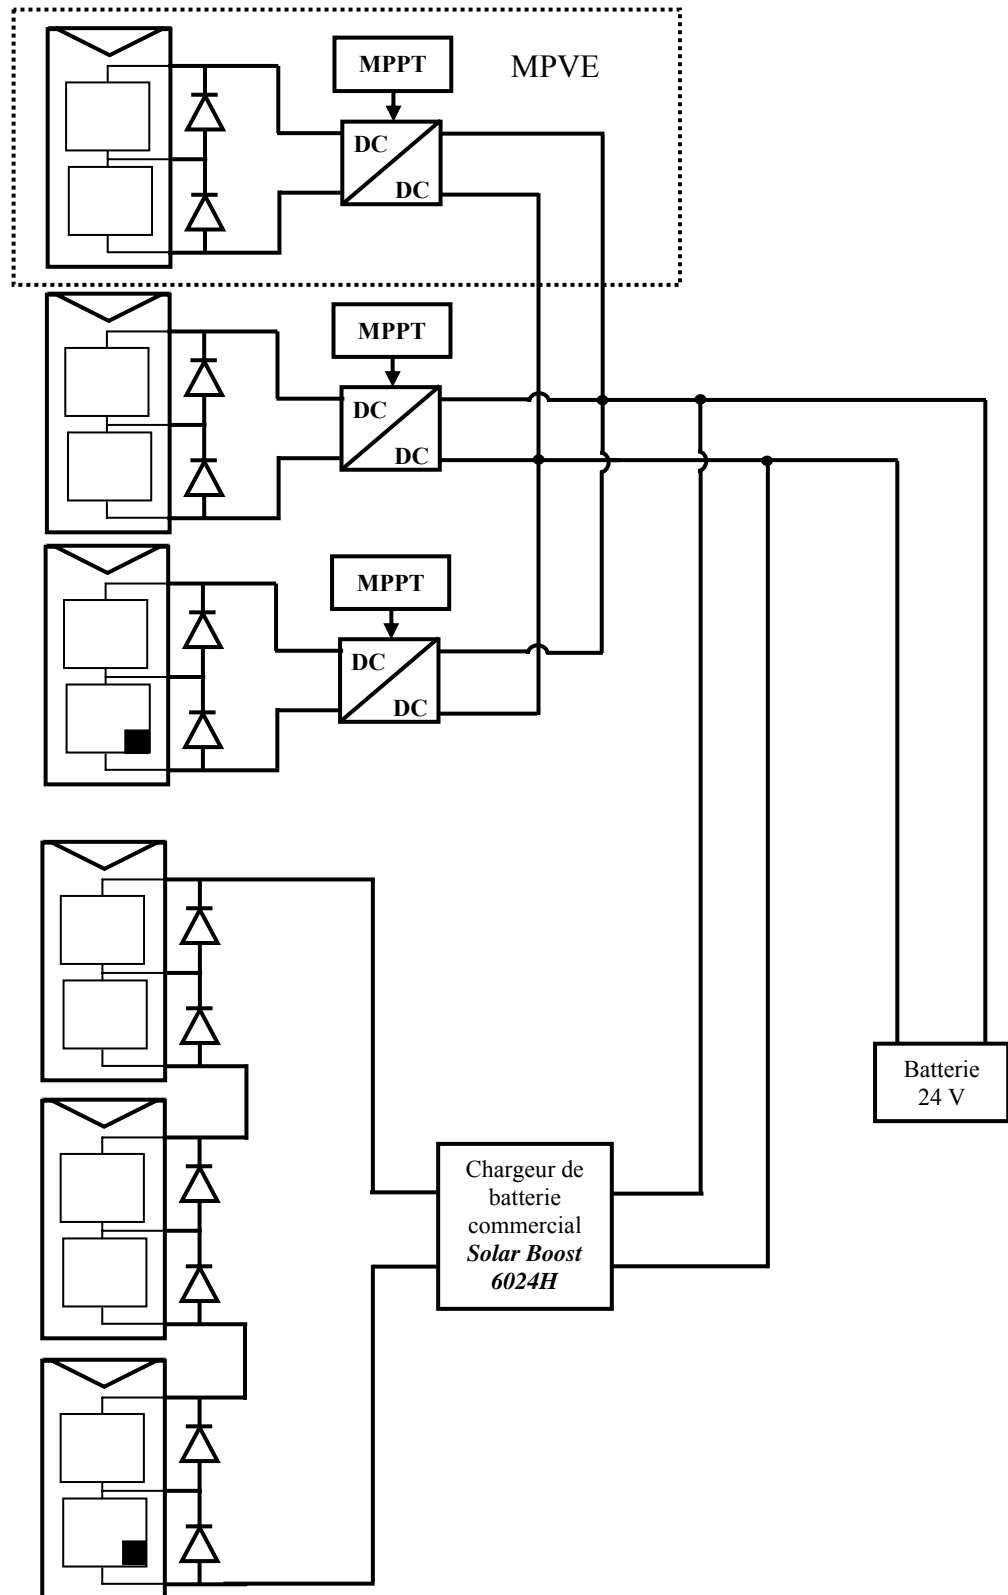 MPPT
MPVE
DC
DC
MPPT
DC
DC
MPPT
DC
DC
Batterie
24 V
Chargeur de
batterie
commercial
Solar Boost
6024H